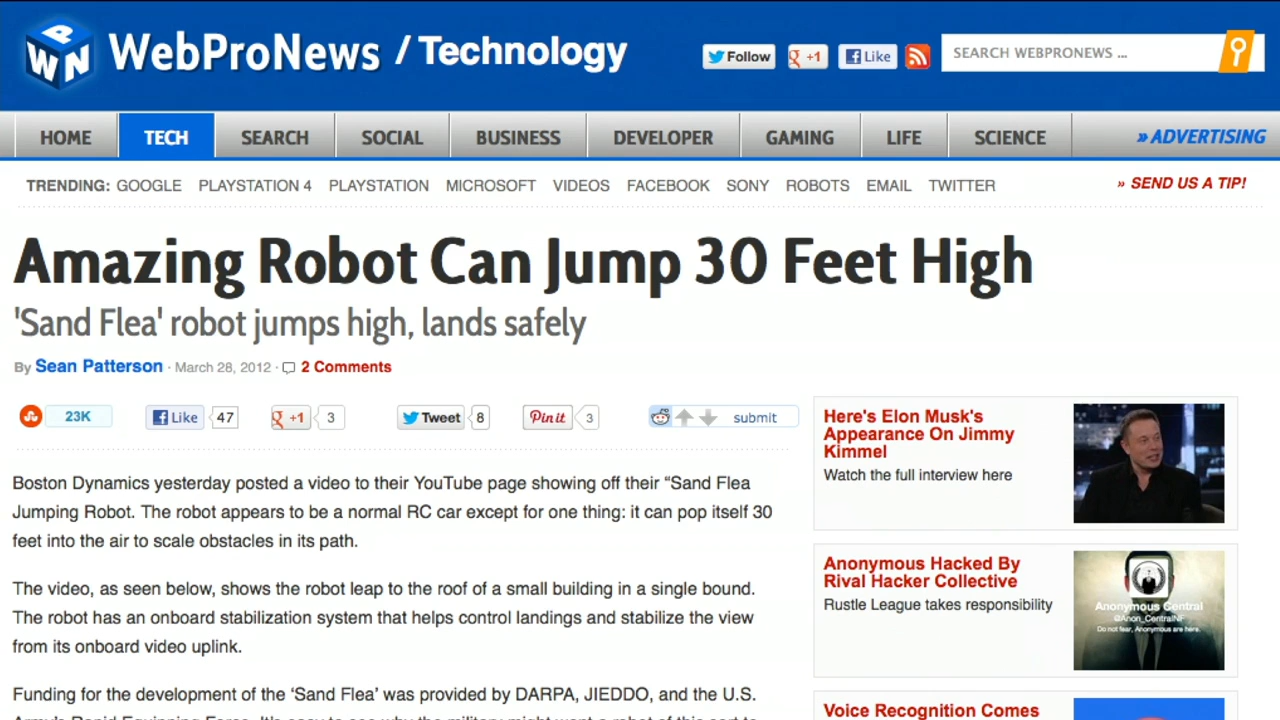 WebProNews / Technology
Follow
+1
Like
SEARCH WEBPRONEWS ...
HOME TECH SEARCH SOCIAL BUSINESS DEVELOPER GAMING LIFE SCIENCE » ADVERTISING
TRENDING: GOOGLE PLAYSTATION 4 PLAYSTATION MICROSOFT VIDEOS FACEBOOK SONY ROBOTS EMAIL TWITTER » SEND US A TIP!
Amazing Robot Can Jump 30 Feet High
'Sand Flea' robot jumps high, lands safely
By Sean Patterson · March 28, 2012 · 2 Comments
23K Like 47 +1 3 Tweet 8 Pin it 3 submit
Boston Dynamics yesterday posted a video to their YouTube page showing off their “Sand Flea
Jumping Robot. The robot appears to be a normal RC car except for one thing: it can pop itself 30
feet into the air to scale obstacles in its path.
The video, as seen below, shows the robot leap to the roof of a small building in a single bound.
The robot has an onboard stabilization system that helps control landings and stabilize the view
from its onboard video uplink.
Funding for the development of the ‘Sand Flea’ was provided by DARPA, JIEDDO, and the U.S.
Army's Rapid Equipping Force. It's easy to see why the military might want a robot of this sort to
Here's Elon Musk's
Appearance On Jimmy
Kimmel
Watch the full interview here
Anonymous Hacked By
Rival Hacker Collective
Rustle League takes responsibility
Anonymous Central
@Anon_CentralNF
Do not fear, Anonymous are here.
Voice Recognition Comes